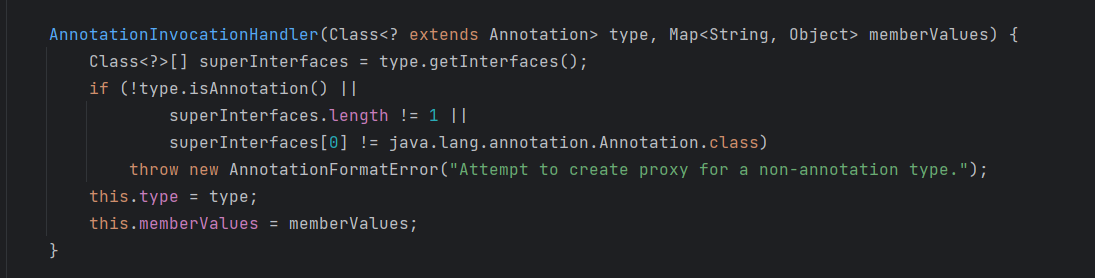 AnnotationInvocationHandler(Class<? extends Annotation> type, Map<String, Object> memberValues) {
    Class<?>[] superInterfaces = type.getInterfaces();
    if (!type.isAnnotation() ||
            superInterfaces.length != 1 ||
            superInterfaces[0] != java.lang.annotation.Annotation.class)
        throw new AnnotationFormatError("Attempt to create proxy for a non-annotation type.");
    this.type = type;
    this.memberValues = memberValues;
}